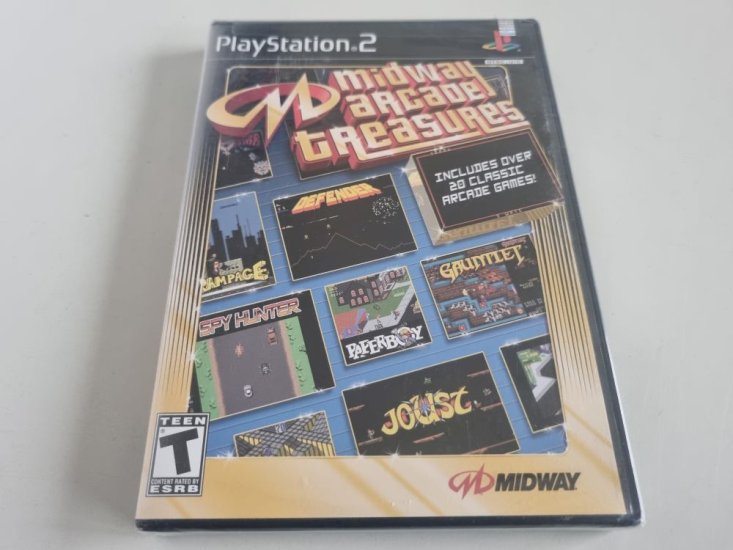 PlayStation®2
midway
arcade
treasures
INCLUDES OVER
20 CLASSIC
ARCADE GAMES!
DEFENDER
RAMPAGE
GAUNTLET
SPY HUNTER
PAPERBOY
JOUST
TEEN
T
CONTENT RATED BY
ESRB
MIDWAY